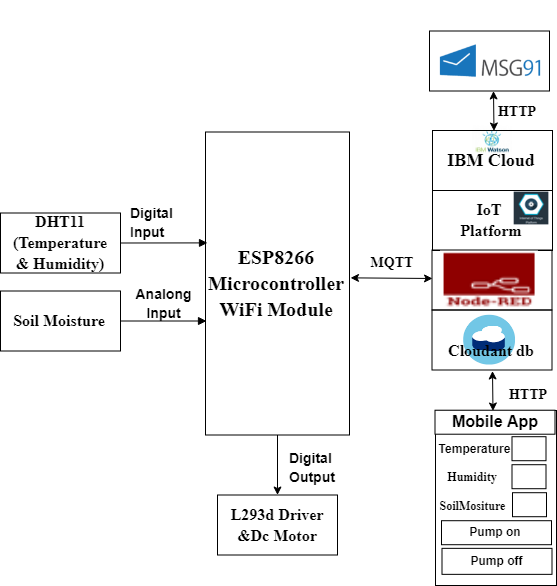 MSG91
HTTP
IBM Watson
IBM Cloud
IoT
Platform
DHT11
(Temperature
& Humidity)
Digital
Input
ESP8266
Microcontroller
WiFi Module
MQTT
Node-RED
Soil Moisture
Analong
Input
Cloudant db
HTTP
Digital
Output
L293d Driver
&Dc Motor
Mobile App
Temperature
Humidity
SoilMositure
Pump on
Pump off